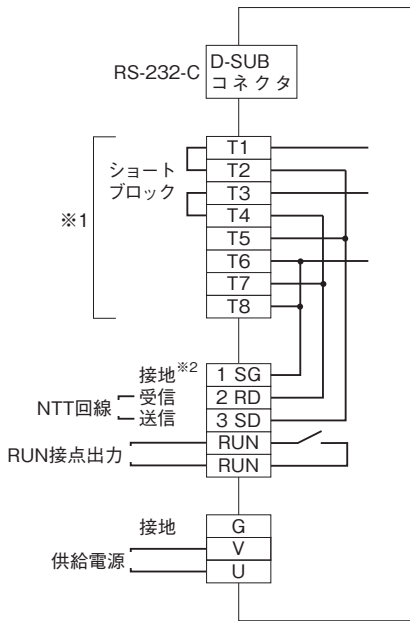 RS-232-C
D-SUB
コネクタ
※1
ショート
ブロック
T1
T2
T3
T4
T5
T6
T7
T8
接地※2
1 SG
NTT回線
受信
2 RD
送信
3 SD
RUN接点出力
RUN
RUN
接地
G
供給電源
V
U